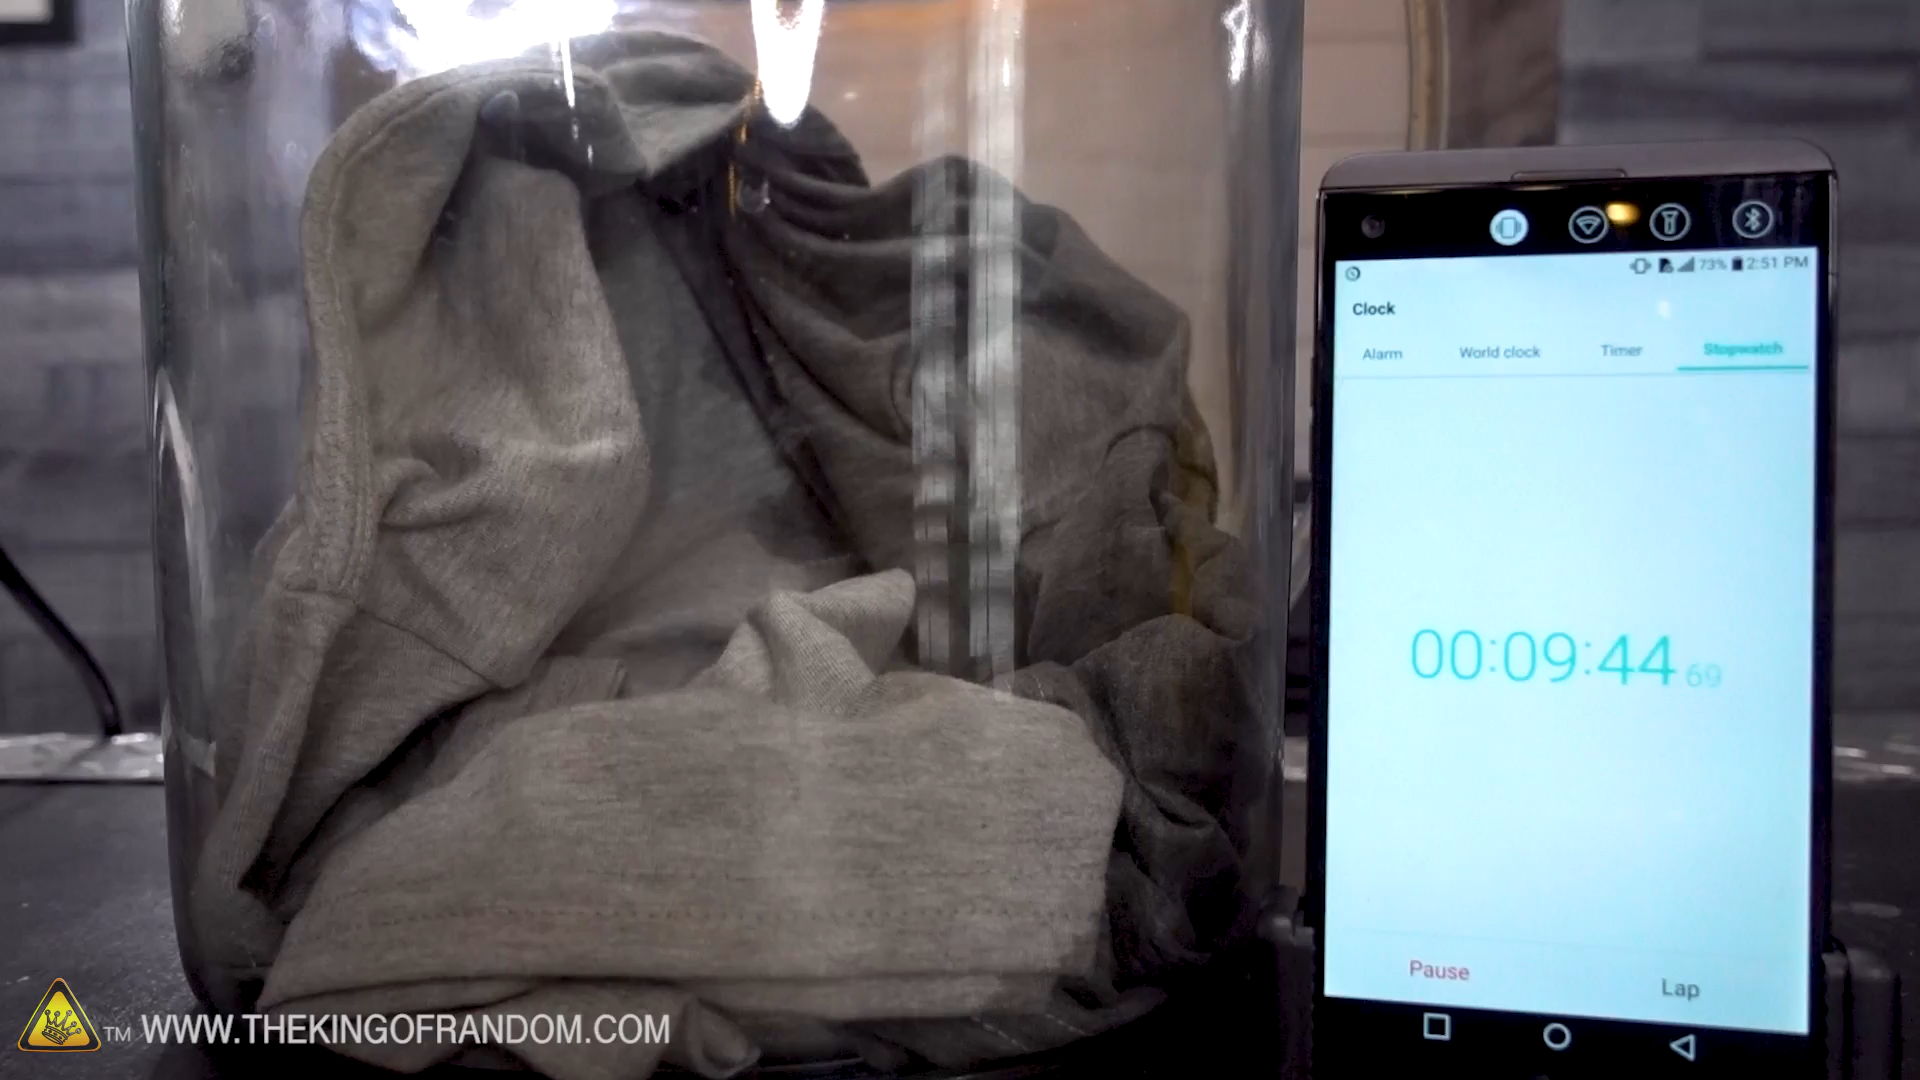 73% 2:51 PM
Clock
Alarm World clock Timer Stopwatch
00:09:44 69
Pause Lap
TM WWW.THEKINGOFRANDOM.COM